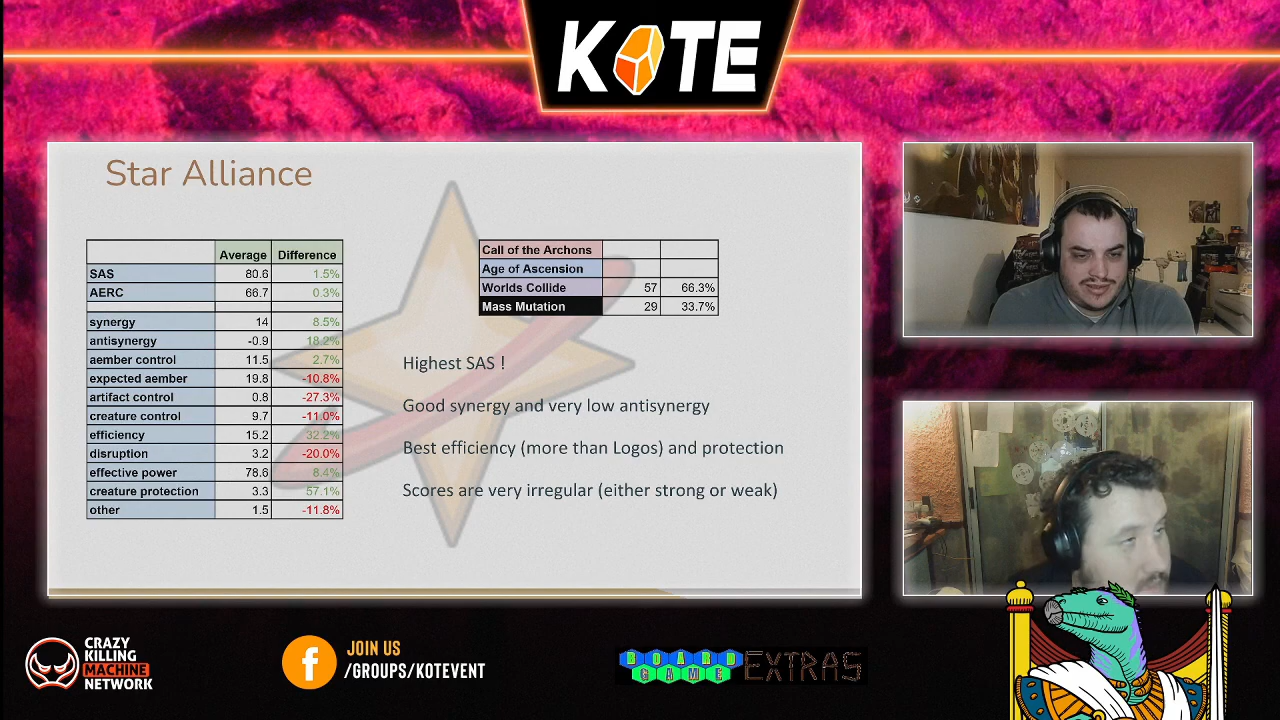 KOTE
Star Alliance
Average Difference
SAS 80.6 1.5%
AERC 66.7 0.3%
synergy 14 8.5%
antisynergy -0.9 18.2%
aember control 11.5 2.7%
expected aember 19.8 -10.8%
artifact control 0.8 -27.3%
creature control 9.7 -11.0%
efficiency 15.2 32.2%
disruption 3.2 -20.0%
effective power 78.6 8.4%
creature protection 3.3 57.1%
other 1.5 -11.8%
Call of the Archons
Age of Ascension
Worlds Collide 57 66.3%
Mass Mutation 29 33.7%
Highest SAS !
Good synergy and very low antisynergy
Best efficiency (more than Logos) and protection
Scores are very irregular (either strong or weak)
CRAZY
KILLING
MACHINE
NETWORK
f
JOIN US
/GROUPS/KOTEVENT
BOARD
GAME
EXTRAS